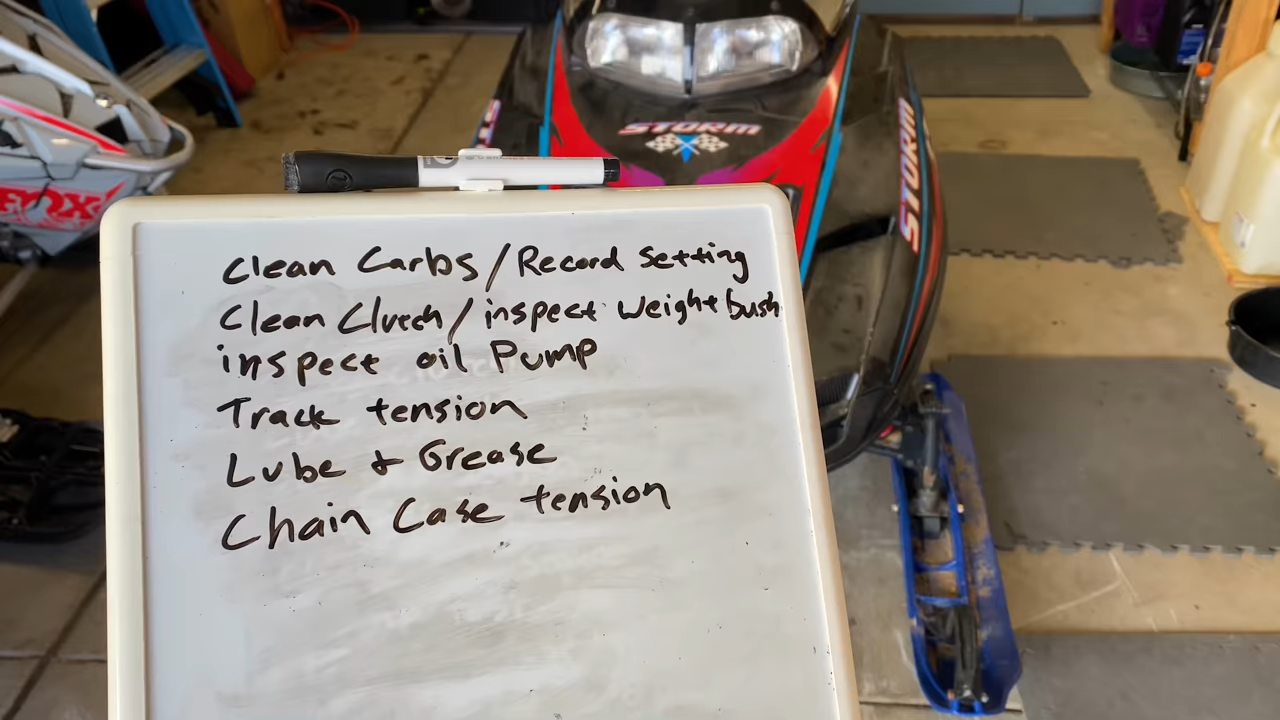 STORM
STORM
FOX
Clean Carbs/Record Setting
Clean Clutch/inspect weight bush
inspect oil Pump
Track tension
Lube & Grease
Chain Case tension